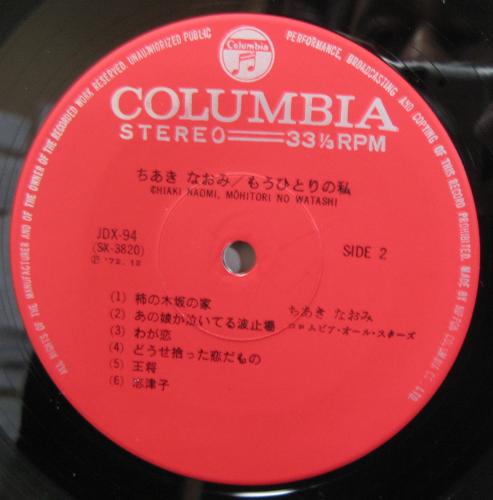 ALL RIGHTS OF THE MANUFACTURER AND OF THE OWNER OF THE RECORDED WORK RESERVED. UNAUTHORIZED PUBLIC PERFORMANCE, BROADCASTING AND COPYING OF THIS RECORD PROHIBITED. MADE BY NIPPON COLUMBIA CO., LTD.
Columbia
COLUMBIA
STEREO 33⅓ RPM
ちあき なおみ/もうひとりの私
CHIAKI NAOMI, MOHITORI NO WATASHI
JDX-94
(SX-3820)
SIDE 2
Ⓟ '72. 12
(1) 柿の木坂の家
(2) あの娘が泣いてる波止場
(3) わが恋
(4) どうせ拾った恋だもの
(5) 王将
(6) 志津子
ちあき なおみ
コロムビア・オール・スターズ